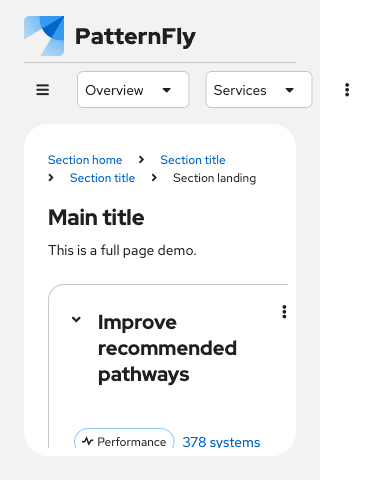 PatternFly
Overview Services
Section home Section title
Section title Section landing
Main title
This is a full page demo.
Improve
recommended
pathways
Performance 378 systems